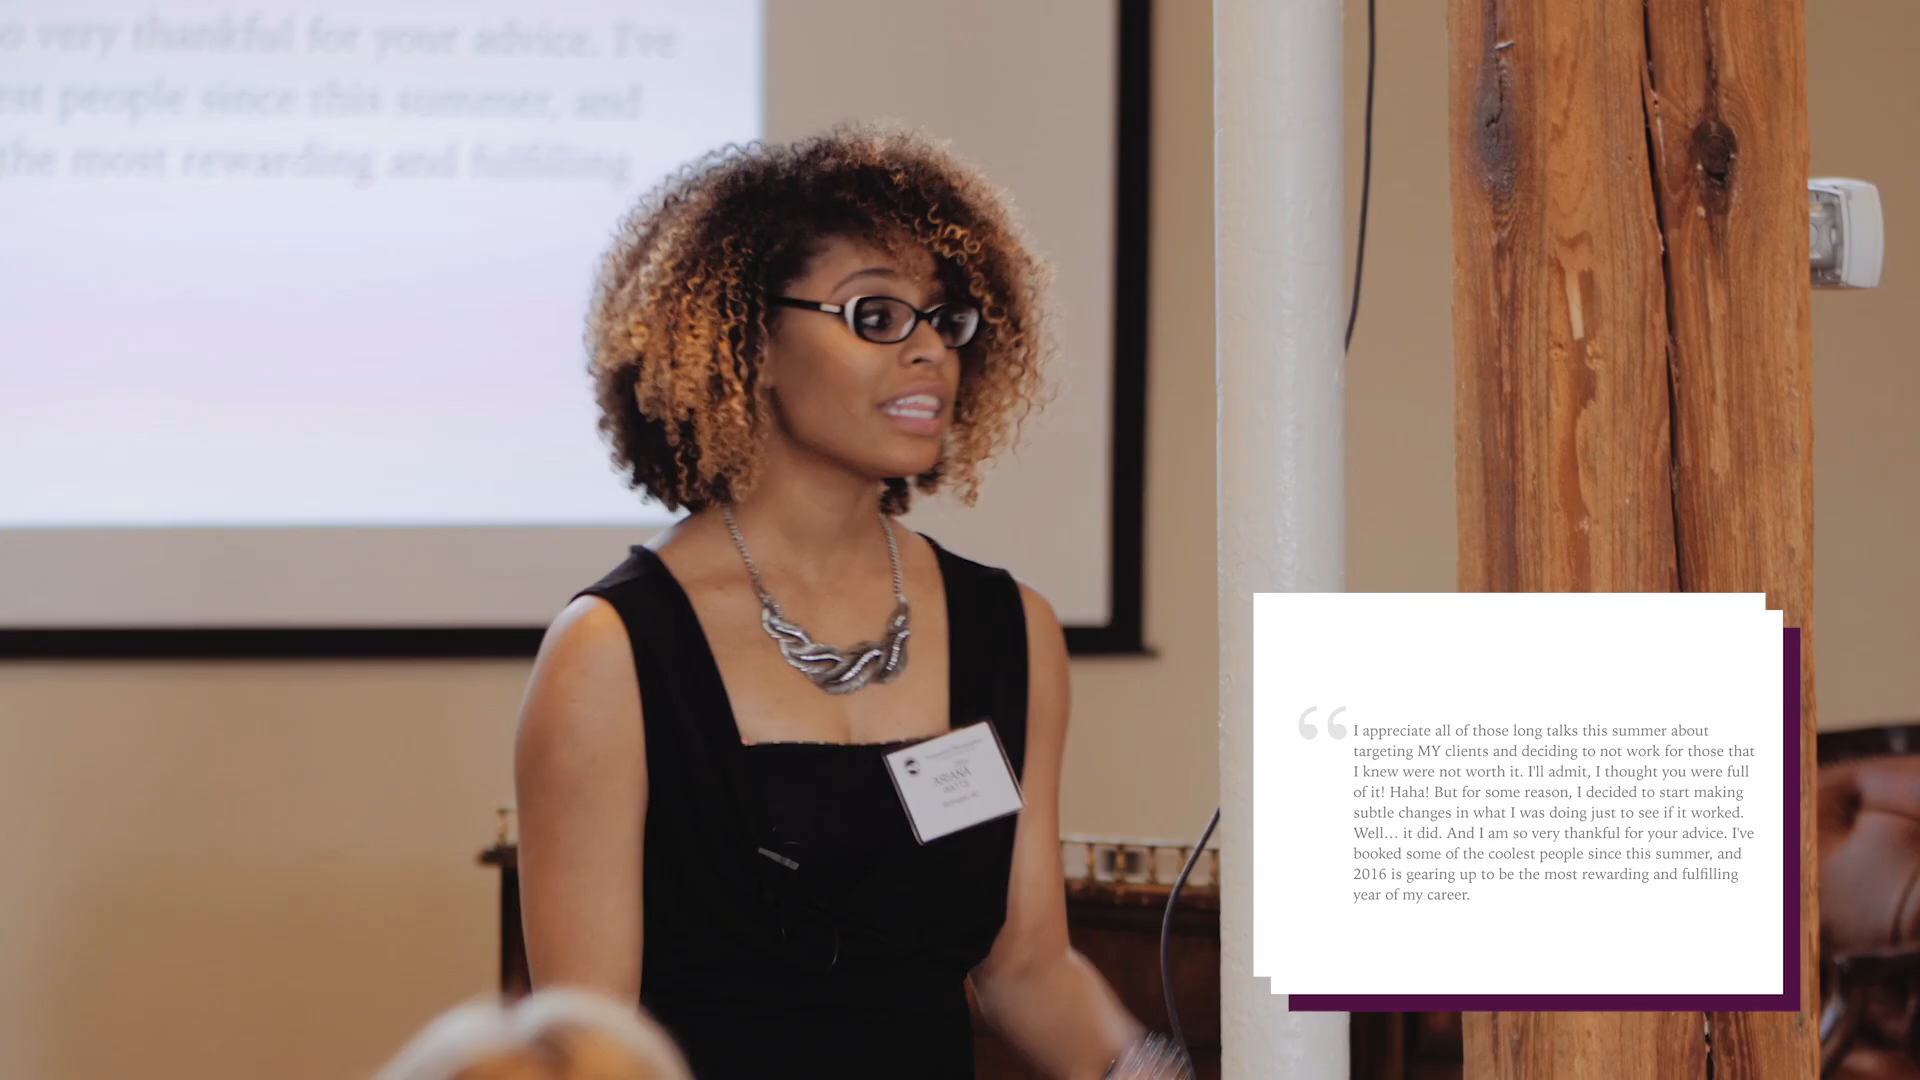 so very thankful for your advice. I've
est people since this summer, and
the most rewarding and fulfilling
ARIANA
WATTS
“ I appreciate all of those long talks this summer about
targeting MY clients and deciding to not work for those that
I knew were not worth it. I'll admit, I thought you were full
of it! Haha! But for some reason, I decided to start making
subtle changes in what I was doing just to see if it worked.
Well… it did. And I am so very thankful for your advice. I've
booked some of the coolest people since this summer, and
2016 is gearing up to be the most rewarding and fulfilling
year of my career.